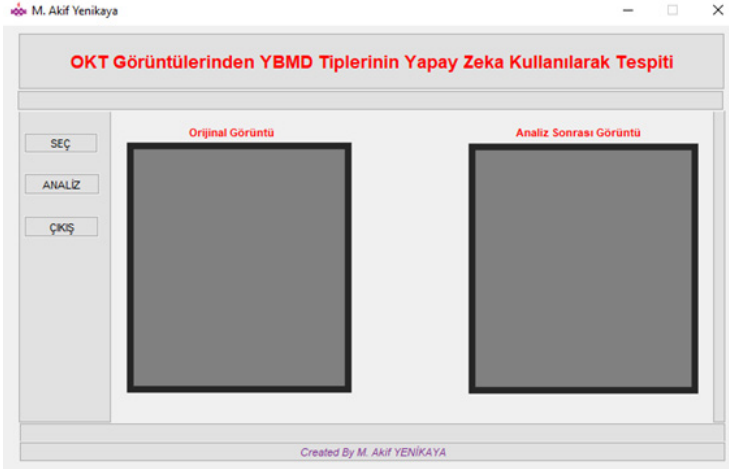 M. Akif Yenikaya
OKT Görüntülerinden YBMD Tiplerinin Yapay Zeka Kullanılarak Tespiti
Orijinal Görüntü
Analiz Sonrası Görüntü
SEÇ
ANALİZ
ÇIKIŞ
Created By M. Akif YENİKAYA